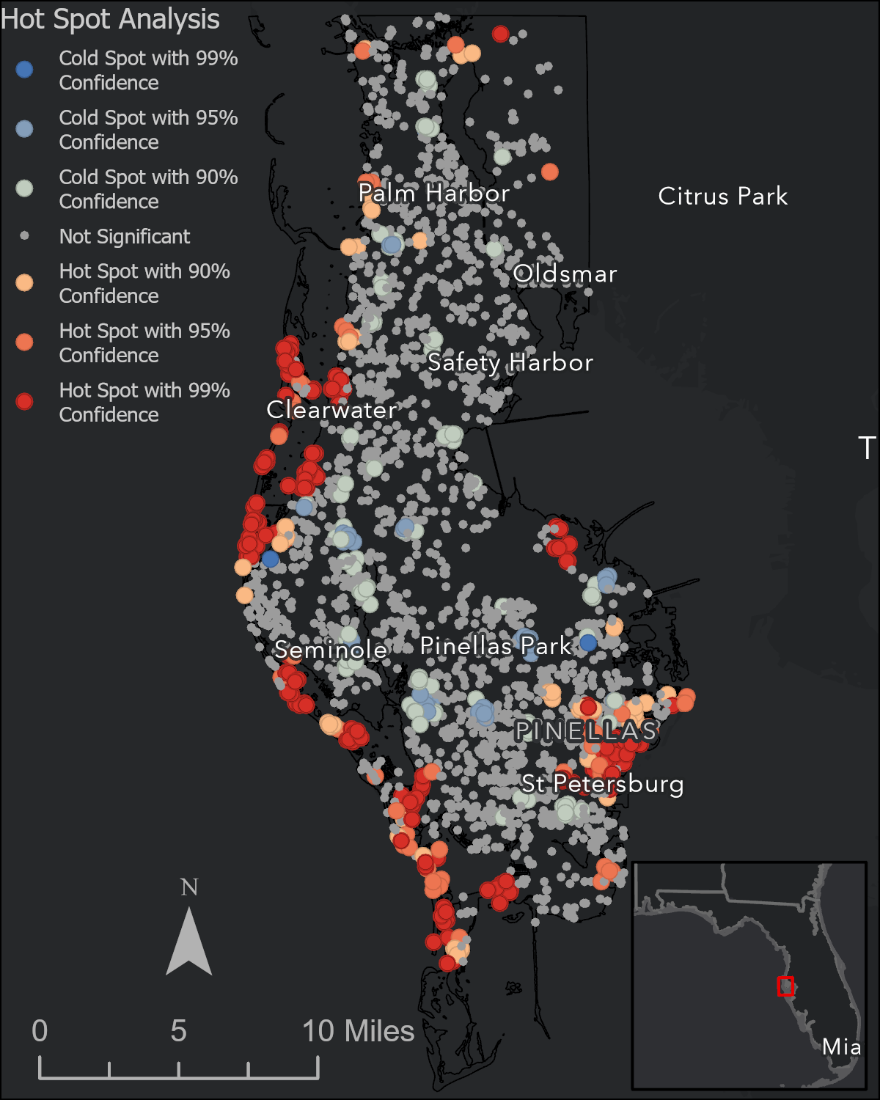 Hot Spot Analysis
Cold Spot with 99%
Confidence
Cold Spot with 95%
Confidence
Cold Spot with 90%
Confidence
Not Significant
Hot Spot with 90%
Confidence
Hot Spot with 95%
Confidence
Hot Spot with 99%
Confidence
Palm Harbor
Citrus Park
Oldsmar
Safety Harbor
Clearwater
T
Seminole
Pinellas Park
PINELLAS
St Petersburg
N
0 5 10 Miles
Mia